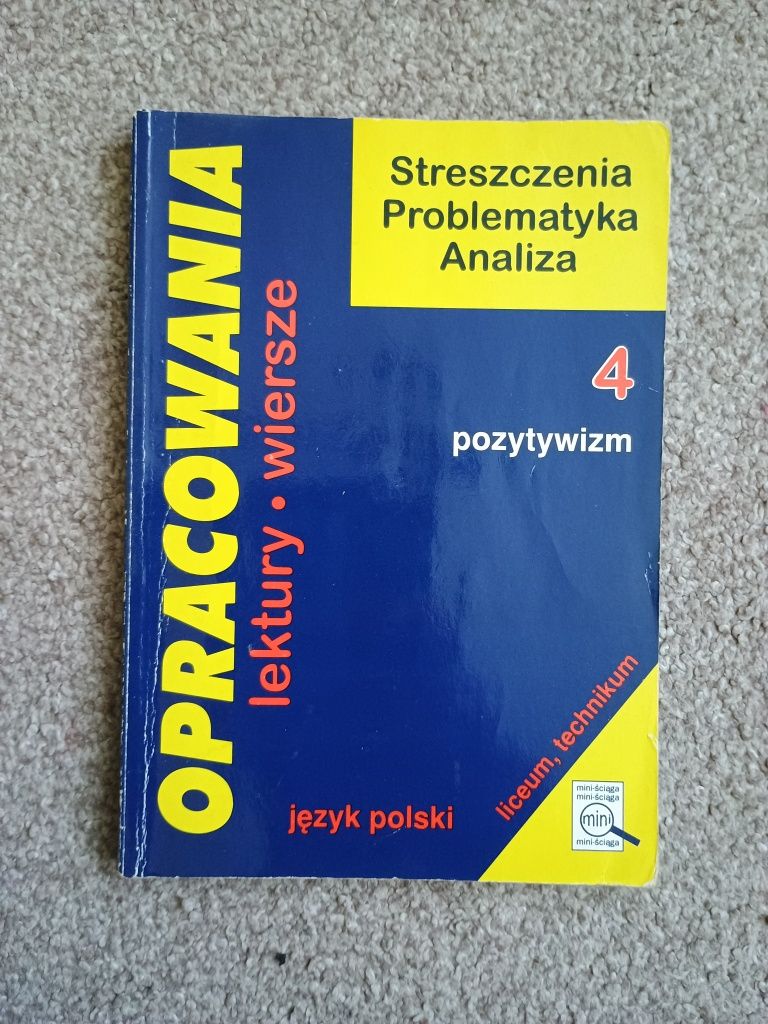 OPRACOWANIA
lektury • wiersze
Streszczenia
Problematyka
Analiza
4
pozytywizm
język polski
liceum, technikum
mini-ściąga
mini-ściąga
mini
mini-ściąga